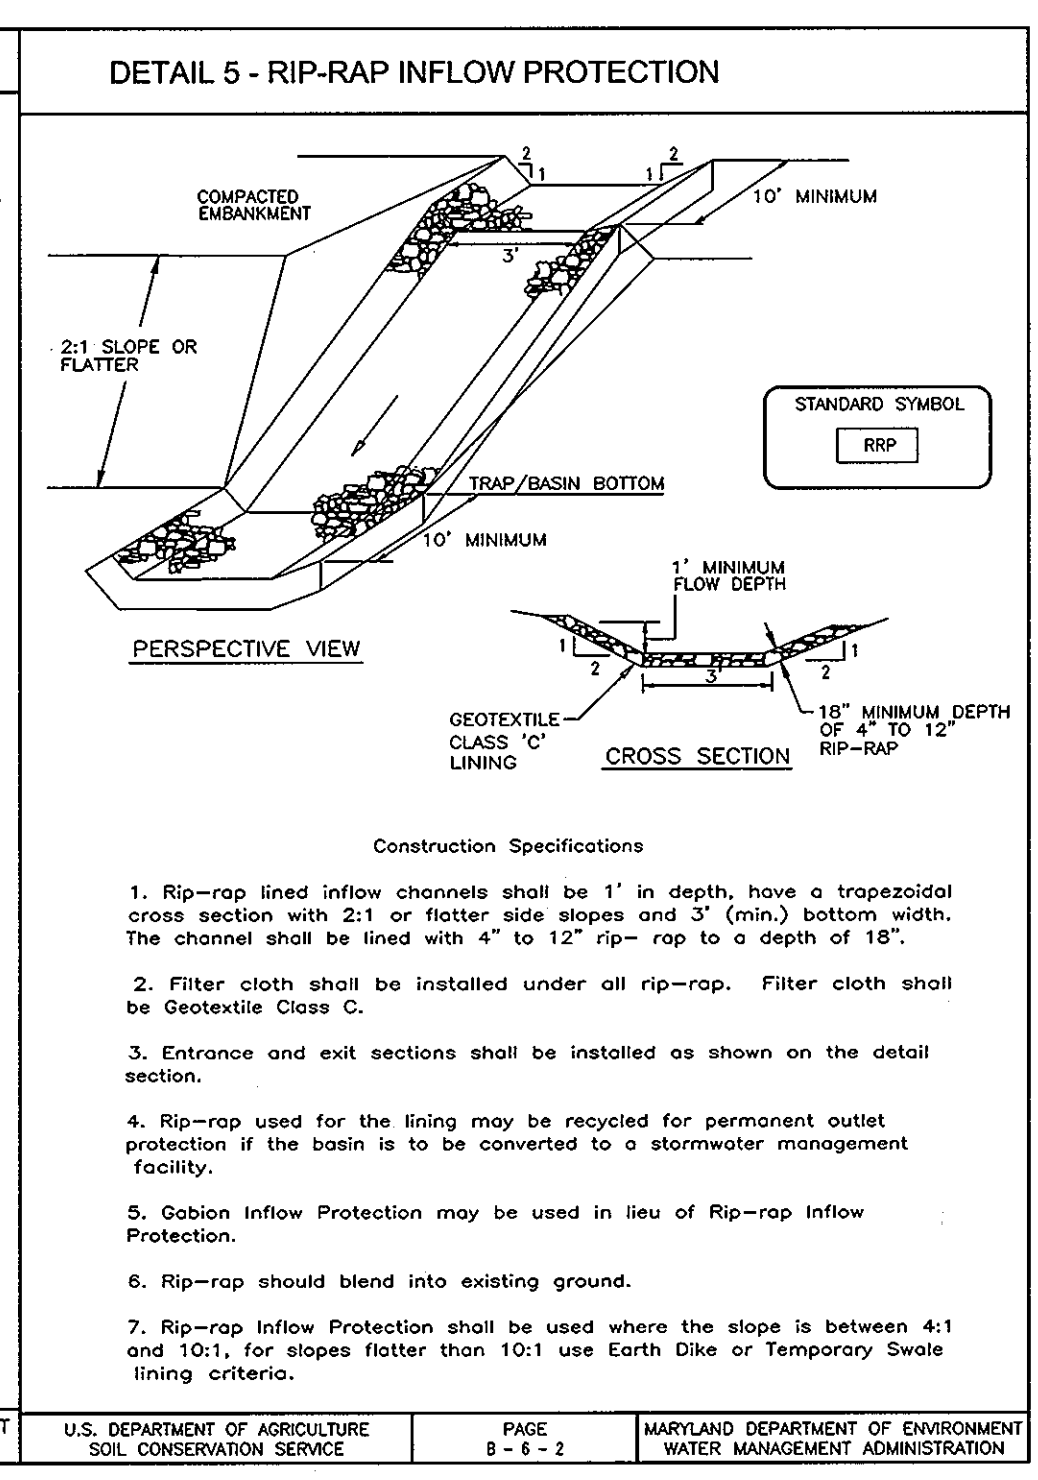 DETAIL 5 - RIP-RAP INFLOW PROTECTION
2
1
1
2
COMPACTED
EMBANKMENT
10' MINIMUM
3'
2:1 SLOPE OR
FLATTER
STANDARD SYMBOL
RRP
TRAP/BASIN BOTTOM
10' MINIMUM
PERSPECTIVE VIEW
1' MINIMUM
FLOW DEPTH
1
2
3'
1
2
GEOTEXTILE
CLASS 'C'
LINING
18" MINIMUM DEPTH
OF 4" TO 12"
RIP-RAP
CROSS SECTION
Construction Specifications
1. Rip-rap lined inflow channels shall be 1' in depth, have a trapezoidal
cross section with 2:1 or flatter side slopes and 3' (min.) bottom width.
The channel shall be lined with 4" to 12" rip- rap to a depth of 18".
2. Filter cloth shall be installed under all rip-rap. Filter cloth shall
be Geotextile Class C.
3. Entrance and exit sections shall be installed as shown on the detail
section.
4. Rip-rap used for the lining may be recycled for permanent outlet
protection if the basin is to be converted to a stormwater management
facility.
5. Gabion Inflow Protection may be used in lieu of Rip-rap Inflow
Protection.
6. Rip-rap should blend into existing ground.
7. Rip-rap Inflow Protection shall be used where the slope is between 4:1
and 10:1, for slopes flatter than 10:1 use Earth Dike or Temporary Swale
lining criteria.
T
U.S. DEPARTMENT OF AGRICULTURE
SOIL CONSERVATION SERVICE
PAGE
B - 6 - 2
MARYLAND DEPARTMENT OF ENVIRONMENT
WATER MANAGEMENT ADMINISTRATION